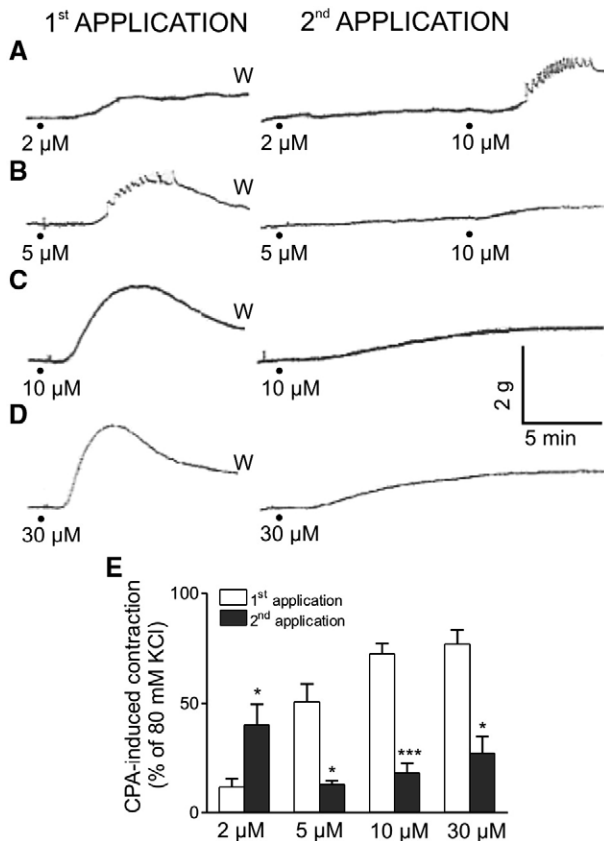 1st APPLICATION 2nd APPLICATION
A
W
2 µM 2 µM 10 µM
B
W
5 µM 5 µM 10 µM
C
W
10 µM 10 µM
2 g
5 min
D
W
30 µM 30 µM
E
CPA-induced contraction
(% of 80 mM KCl)
100
50
0
1st application
2nd application
* * *** *
2 µM 5 µM 10 µM 30 µM